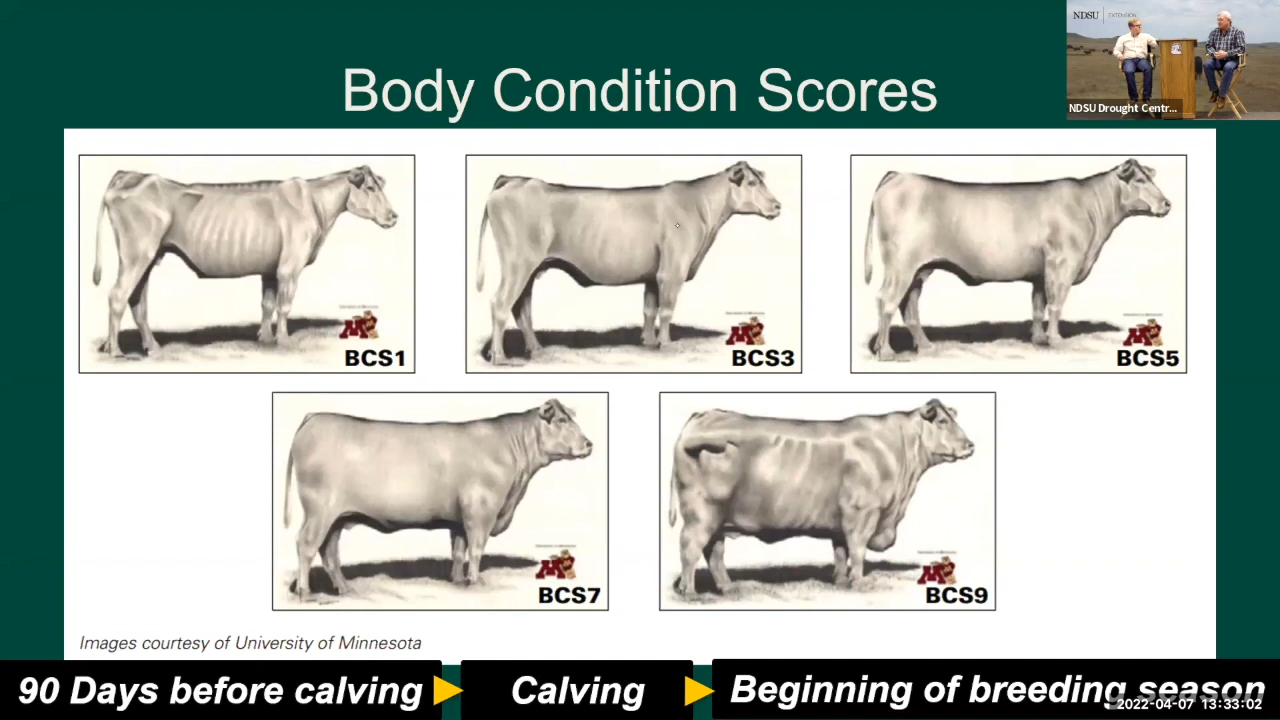 NDSU EXTENSION
NDSU Drought Centr...
Body Condition Scores
BCS1
BCS3
BCS5
BCS7
BCS9
Images courtesy of University of Minnesota
90 Days before calving
Calving
Beginning of breeding season
2022-04-07 13:33:02